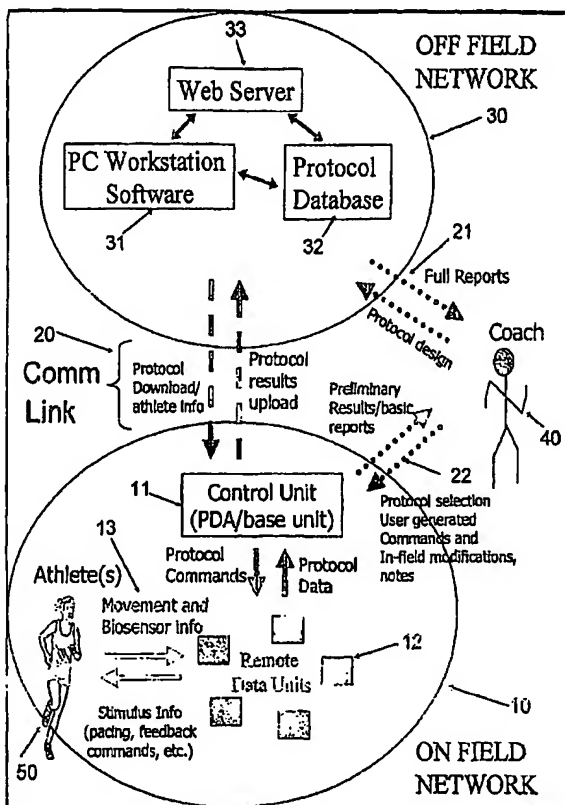 33
OFF FIELD
NETWORK
Web Server
30
PC Workstation
Software
Protocol
Database
31
32
21
Full Reports
Protocol design
Coach
20
Comm
Link
Protocol
Download/
athlete info
Protocol
results
upload
Preliminary
Results/basic
reports
40
11
Control Unit
(PDA/base unit)
22
Protocol selection
User generated
Commands and
In-field modifications,
notes
13
Protocol
Commands
Protocol
Data
Athlete(s)
Movement and
Biosensor info
12
Remote
Data Units
Stimulus Info
(pacing, feedback
commands, etc.)
10
50
ON FIELD
NETWORK